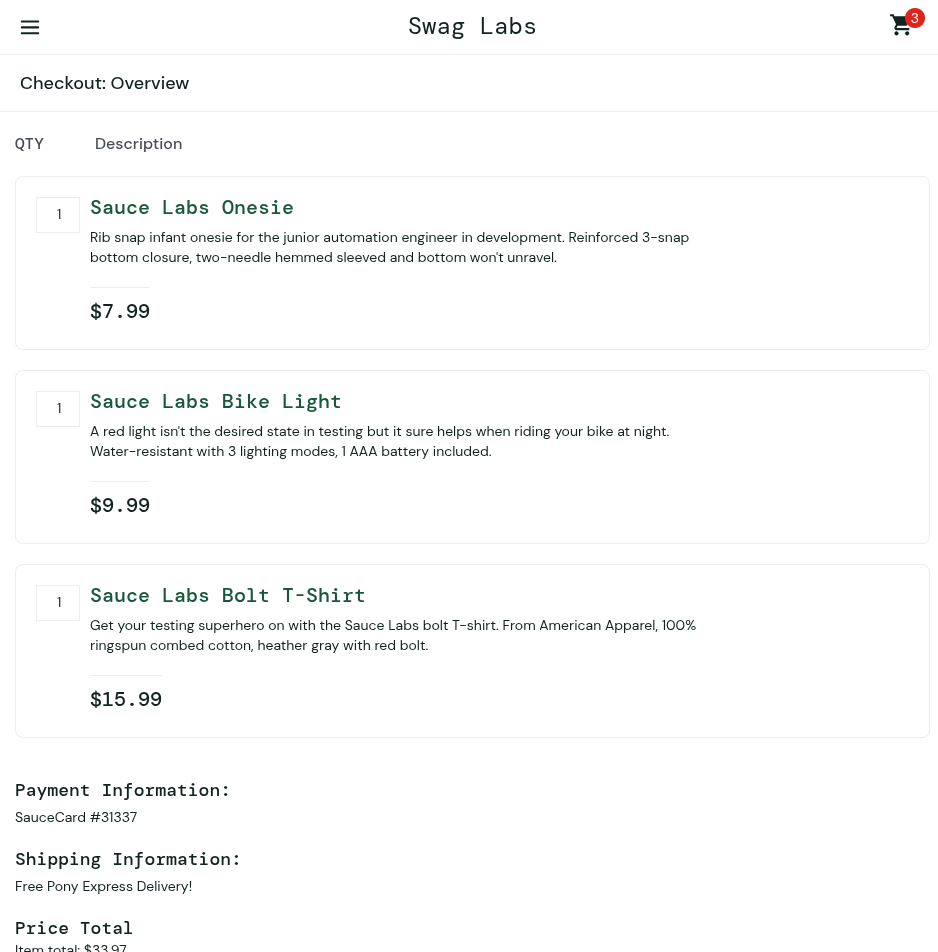 Swag Labs
3
Checkout: Overview
QTY Description
1
Sauce Labs Onesie
Rib snap infant onesie for the junior automation engineer in development. Reinforced 3-snap
bottom closure, two-needle hemmed sleeved and bottom won't unravel.
$7.99
1
Sauce Labs Bike Light
A red light isn't the desired state in testing but it sure helps when riding your bike at night.
Water-resistant with 3 lighting modes, 1 AAA battery included.
$9.99
1
Sauce Labs Bolt T-Shirt
Get your testing superhero on with the Sauce Labs bolt T-shirt. From American Apparel, 100%
ringspun combed cotton, heather gray with red bolt.
$15.99
Payment Information:
SauceCard #31337
Shipping Information:
Free Pony Express Delivery!
Price Total
Item total: $33.97